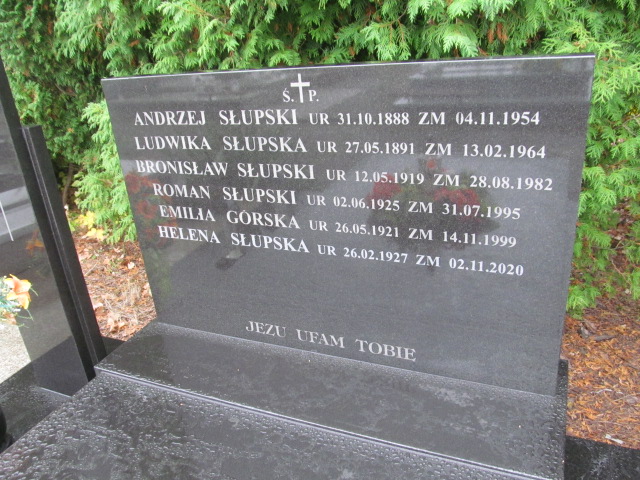 Ś. P.
ANDRZEJ SŁUPSKI UR 31.10.1888 ZM 04.11.1954
LUDWIKA SŁUPSKA UR 27.05.1891 ZM 13.02.1964
BRONISŁAW SŁUPSKI UR 12.05.1919 ZM 28.08.1982
ROMAN SŁUPSKI UR 02.06.1925 ZM 31.07.1995
EMILIA GÓRSKA UR 26.05.1921 ZM 14.11.1999
HELENA SŁUPSKA UR 26.02.1927 ZM 02.11.2020
JEZU UFAM TOBIE